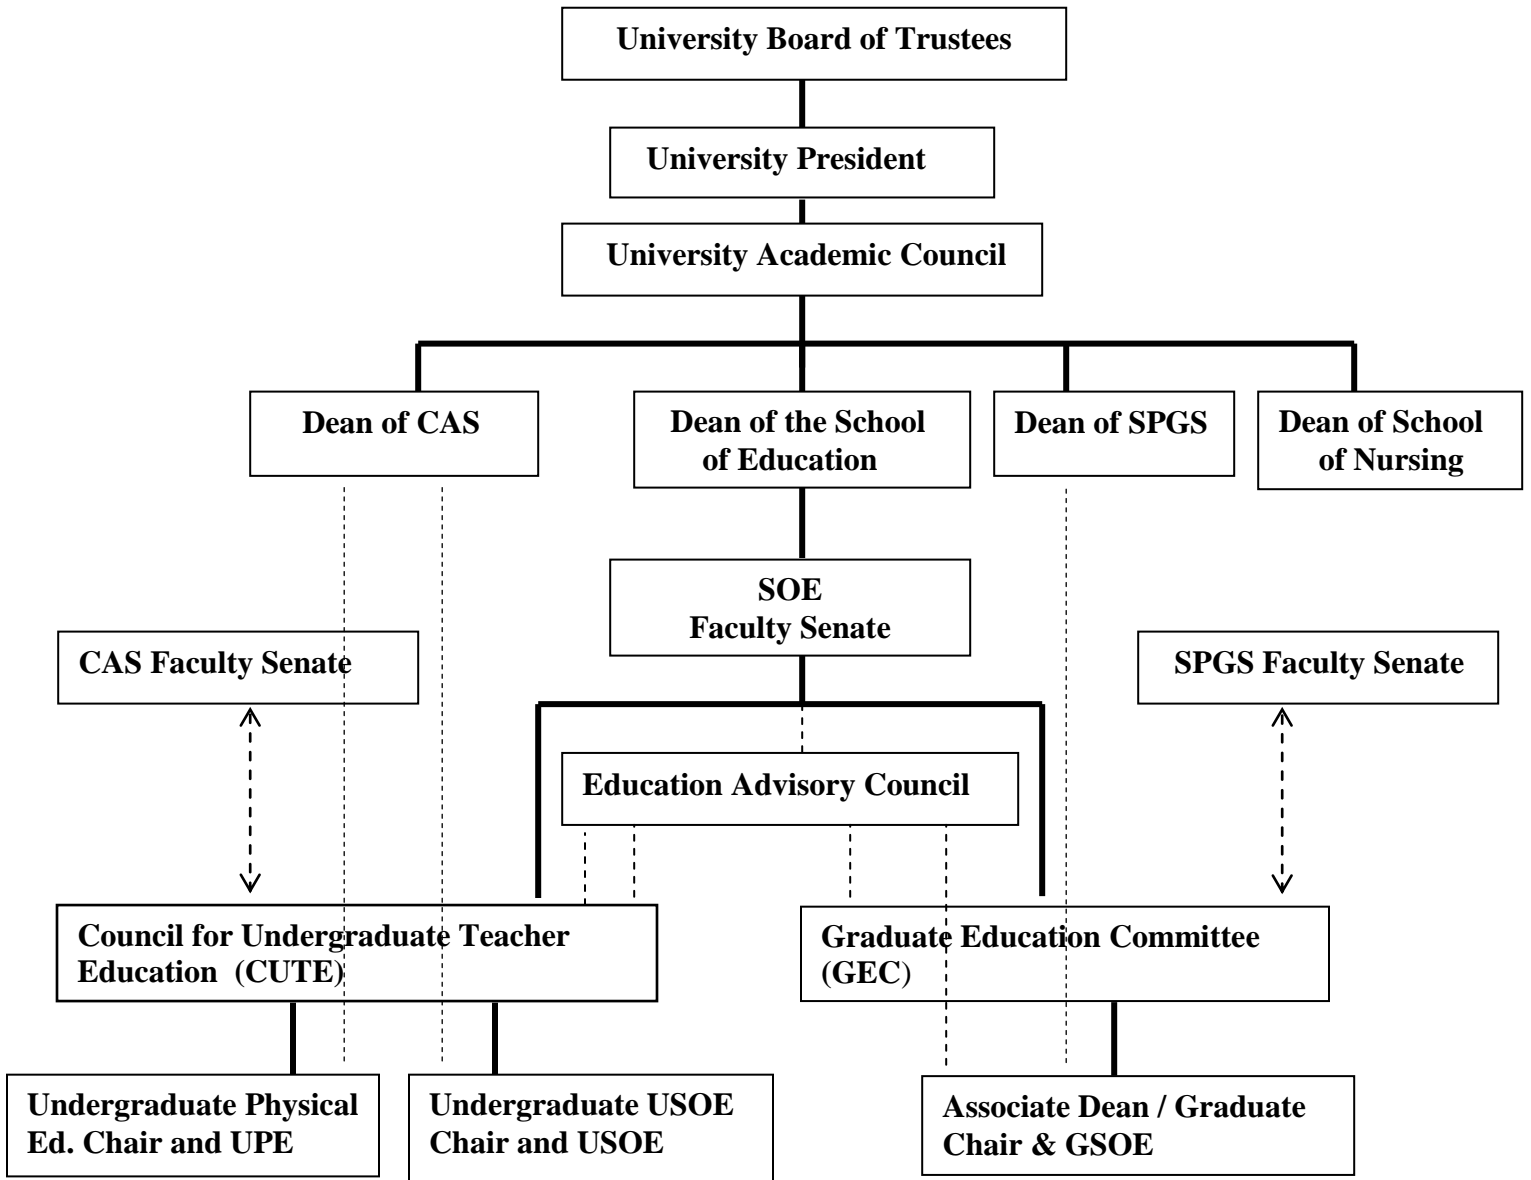 University Board of Trustees
University President
University Academic Council
Dean of CAS
Dean of the School
of Education
Dean of SPGS
Dean of School
of Nursing
SOE
Faculty Senate
CAS Faculty Senate
SPGS Faculty Senate
Education Advisory Council
Council for Undergraduate Teacher
Education (CUTE)
Graduate Education Committee
(GEC)
Undergraduate Physical
Ed. Chair and UPE
Undergraduate USOE
Chair and USOE
Associate Dean / Graduate
Chair & GSOE